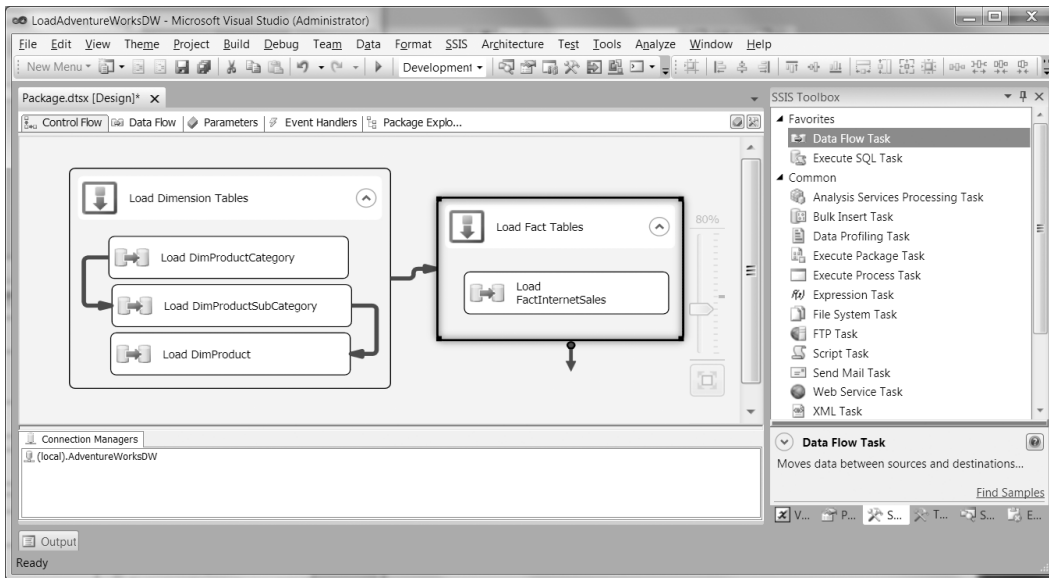 LoadAdventureWorksDW - Microsoft Visual Studio (Administrator)
File Edit View Theme Project Build Debug Team Data Format SSIS Architecture Test Tools Analyze Window Help
New Menu Development
Package.dtsx [Design]*
Control Flow Data Flow Parameters Event Handlers Package Explo...
Load Dimension Tables
Load DimProductCategory
Load DimProductSubCategory
Load DimProduct
Load Fact Tables
Load
FactInternetSales
80%
Connection Managers
(local).AdventureWorksDW
SSIS Toolbox
Favorites
Data Flow Task
Execute SQL Task
Common
Analysis Services Processing Task
Bulk Insert Task
Data Profiling Task
Execute Package Task
Execute Process Task
f(x) Expression Task
File System Task
FTP Task
Script Task
Send Mail Task
Web Service Task
XML Task
Data Flow Task
Moves data between sources and destinations...
Find Samples
V... P... S... T... S... E...
Output
Ready